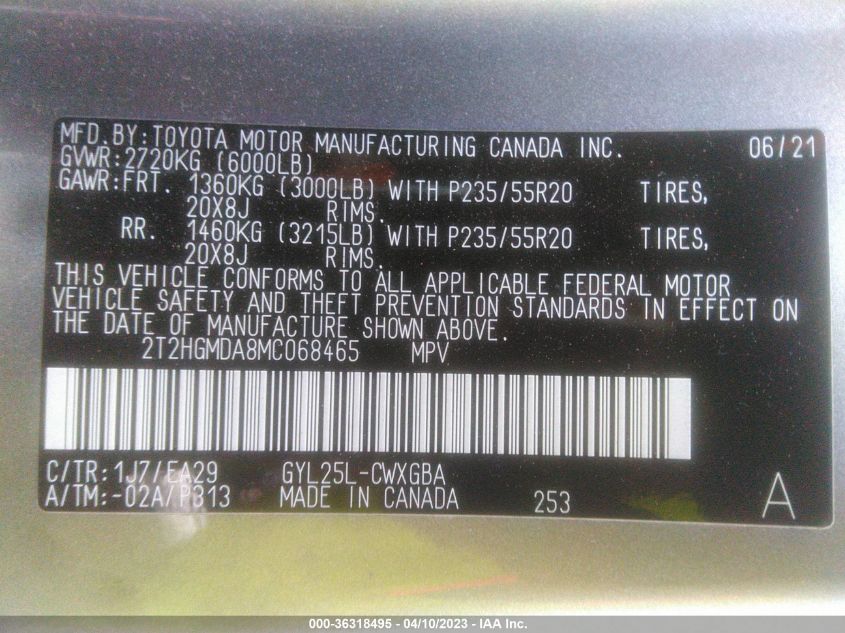 MFD.BY:TOYOTA MOTOR MANUFACTURING CANADA INC. 06/21
GVWR:2720KG (6000LB)
GAWR:FRT. 1360KG (3000LB) WITH P235/55R20 TIRES,
20X8J RIMS.
RR. 1460KG (3215LB) WITH P235/55R20 TIRES,
20X8J RIMS.
THIS VEHICLE CONFORMS TO ALL APPLICABLE FEDERAL MOTOR
VEHICLE SAFETY AND THEFT PREVENTION STANDARDS IN EFFECT ON
THE DATE OF MANUFACTURE SHOWN ABOVE.
2T2HGMDA8MC068465 MPV
C/TR:1J7/EA29 GYL25L-CWXGBA
A/TM:-02A/P313 MADE IN CANADA 253 A
000-36318495 - 04/10/2023 - IAA Inc.